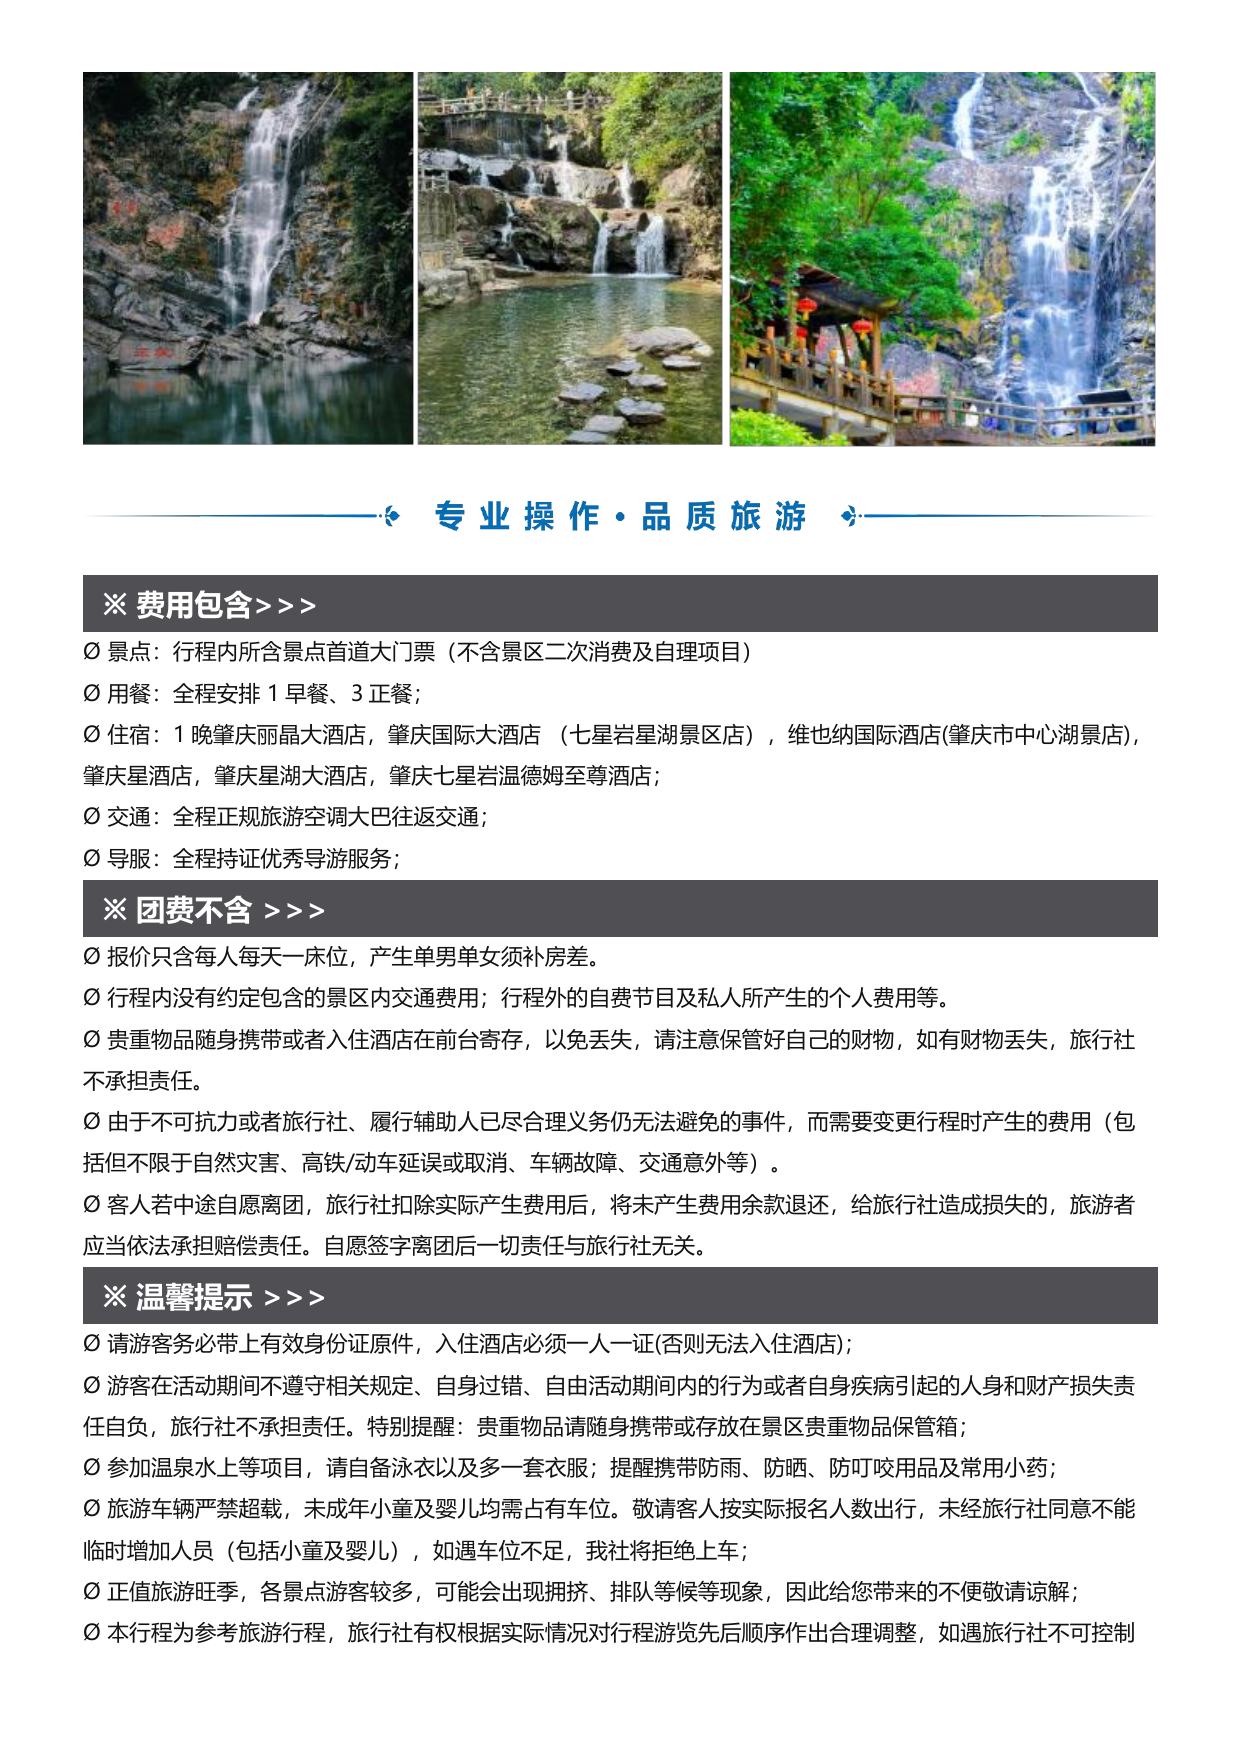 专业操作•品质旅游
※ 费用包含>>>
Ø 景点：行程内所含景点首道大门票（不含景区二次消费及自理项目）
Ø 用餐：全程安排 1 早餐、3 正餐；
Ø 住宿：1 晚肇庆丽晶大酒店，肇庆国际大酒店 （七星岩星湖景区店），维也纳国际酒店(肇庆市中心湖景店)，
肇庆星酒店，肇庆星湖大酒店，肇庆七星岩温德姆至尊酒店；
Ø 交通：全程正规旅游空调大巴往返交通；
Ø 导服：全程持证优秀导游服务；
※ 团费不含 >>>
Ø 报价只含每人每天一床位，产生单男单女须补房差。
Ø 行程内没有约定包含的景区内交通费用；行程外的自费节目及私人所产生的个人费用等。
Ø 贵重物品随身携带或者入住酒店在前台寄存，以免丢失，请注意保管好自己的财物，如有财物丢失，旅行社
不承担责任。
Ø 由于不可抗力或者旅行社、履行辅助人已尽合理义务仍无法避免的事件，而需要变更行程时产生的费用（包
括但不限于自然灾害、高铁/动车延误或取消、车辆故障、交通意外等）。
Ø 客人若中途自愿离团，旅行社扣除实际产生费用后，将未产生费用余款退还，给旅行社造成损失的，旅游者
应当依法承担赔偿责任。自愿签字离团后一切责任与旅行社无关。
※ 温馨提示 >>>
Ø 请游客务必带上有效身份证原件，入住酒店必须一人一证(否则无法入住酒店)；
Ø 游客在活动期间不遵守相关规定、自身过错、自由活动期间内的行为或者自身疾病引起的人身和财产损失责
任自负，旅行社不承担责任。特别提醒：贵重物品请随身携带或存放在景区贵重物品保管箱；
Ø 参加温泉水上等项目，请自备泳衣以及多一套衣服；提醒携带防雨、防晒、防叮咬用品及常用小药；
Ø 旅游车辆严禁超载，未成年小童及婴儿均需占有车位。敬请客人按实际报名人数出行，未经旅行社同意不能
临时增加人员（包括小童及婴儿），如遇车位不足，我社将拒绝上车；
Ø 正值旅游旺季，各景点游客较多，可能会出现拥挤、排队等候等现象，因此给您带来的不便敬请谅解；
Ø 本行程为参考旅游行程，旅行社有权根据实际情况对行程游览先后顺序作出合理调整，如遇旅行社不可控制